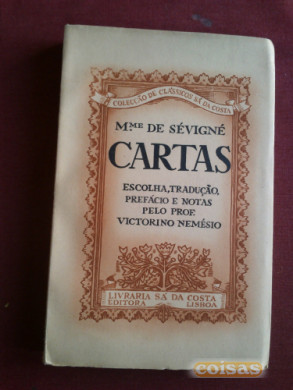 COLECÇÃO DE CLÁSSICOS SÁ DA COSTA
MME DE SÉVIGNÉ
CARTAS
ESCOLHA, TRADUÇÃO,
PREFÁCIO E NOTAS
PELO PROF.
VICTORINO NEMÉSIO
LIVRARIA SÁ DA COSTA
EDITORA LISBOA
coisas